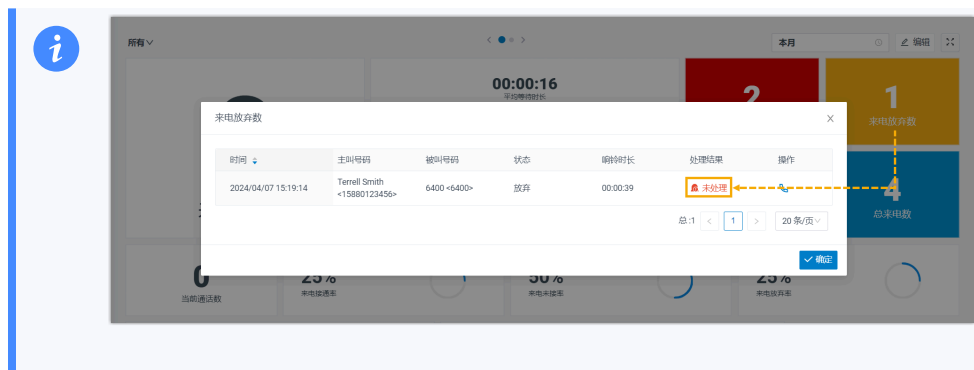 所有
本月
编辑
00:00:16
平均等待时长
2
1
来电放弃数
来电放弃数
时间 主叫号码 被叫号码 状态 响铃时长 处理结果 操作
2024/04/07 15:19:14 Terrell Smith <15880123456> 6400 <6400> 放弃 00:00:39 未处理
总:1 < 1 > 20 条/页
确定
4
总来电数
0
当前通话数
25%
来电接通率
50%
来电未接率
25%
来电放弃率